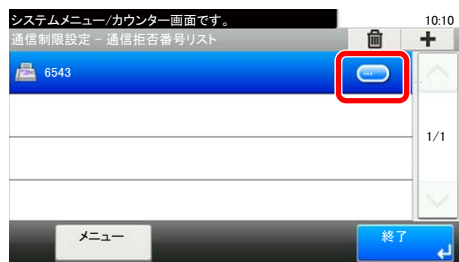 システムメニュー/カウンター画面です。
10:10
通信制限設定 - 通信拒否番号リスト
6543
1/1
メニュー
終了